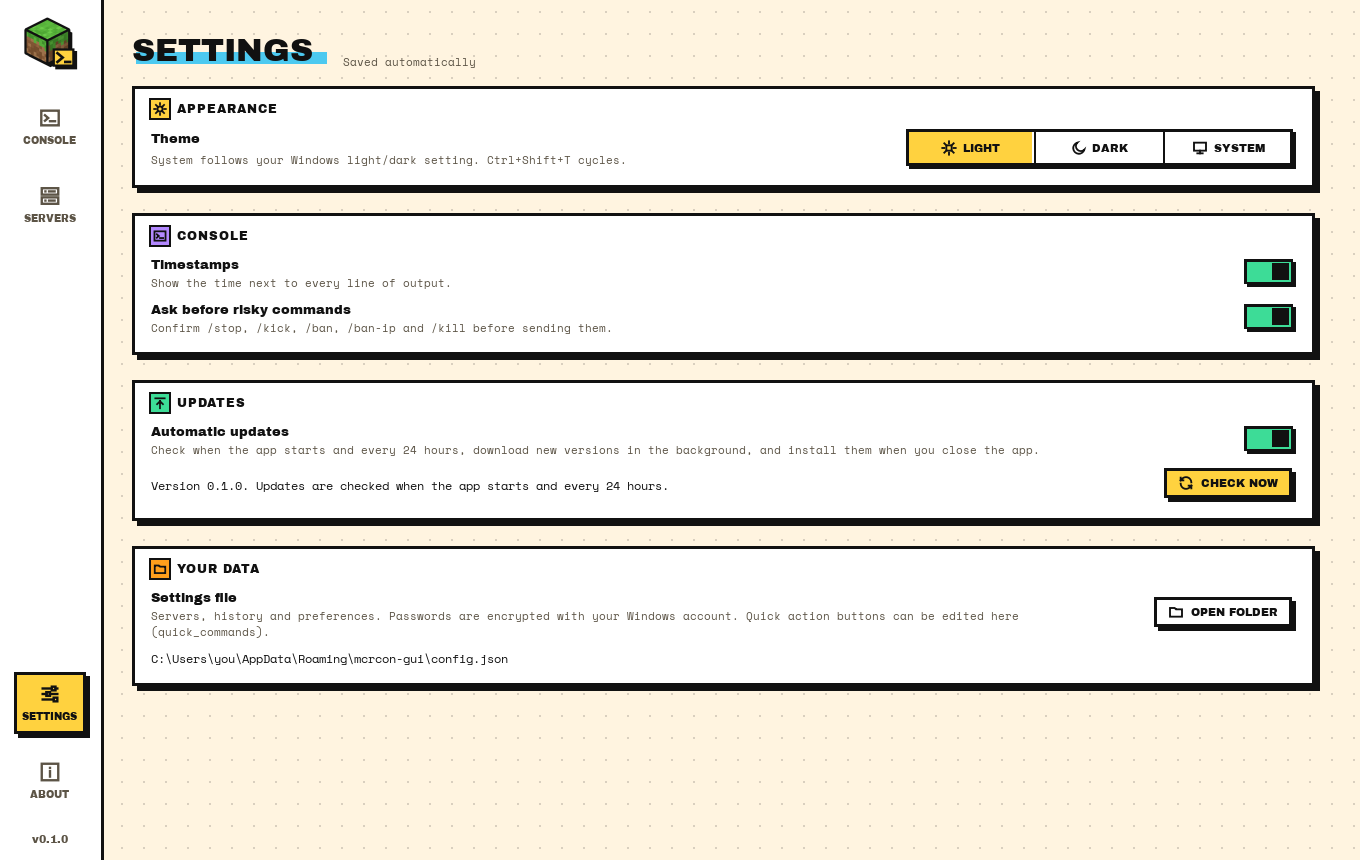 SETTINGS
Saved automatically
CONSOLE
SERVERS
APPEARANCE
Theme
System follows your Windows light/dark setting. Ctrl+Shift+T cycles.
LIGHT
DARK
SYSTEM
CONSOLE
Timestamps
Show the time next to every line of output.
Ask before risky commands
Confirm /stop, /kick, /ban, /ban-ip and /kill before sending them.
UPDATES
Automatic updates
Check when the app starts and every 24 hours, download new versions in the background, and install them when you close the app.
Version 0.1.0. Updates are checked when the app starts and every 24 hours.
CHECK NOW
YOUR DATA
Settings file
Servers, history and preferences. Passwords are encrypted with your Windows account. Quick action buttons can be edited here
(quick_commands).
OPEN FOLDER
C:\Users\you\AppData\Roaming\mcrcon-gui\config.json
SETTINGS
ABOUT
v0.1.0